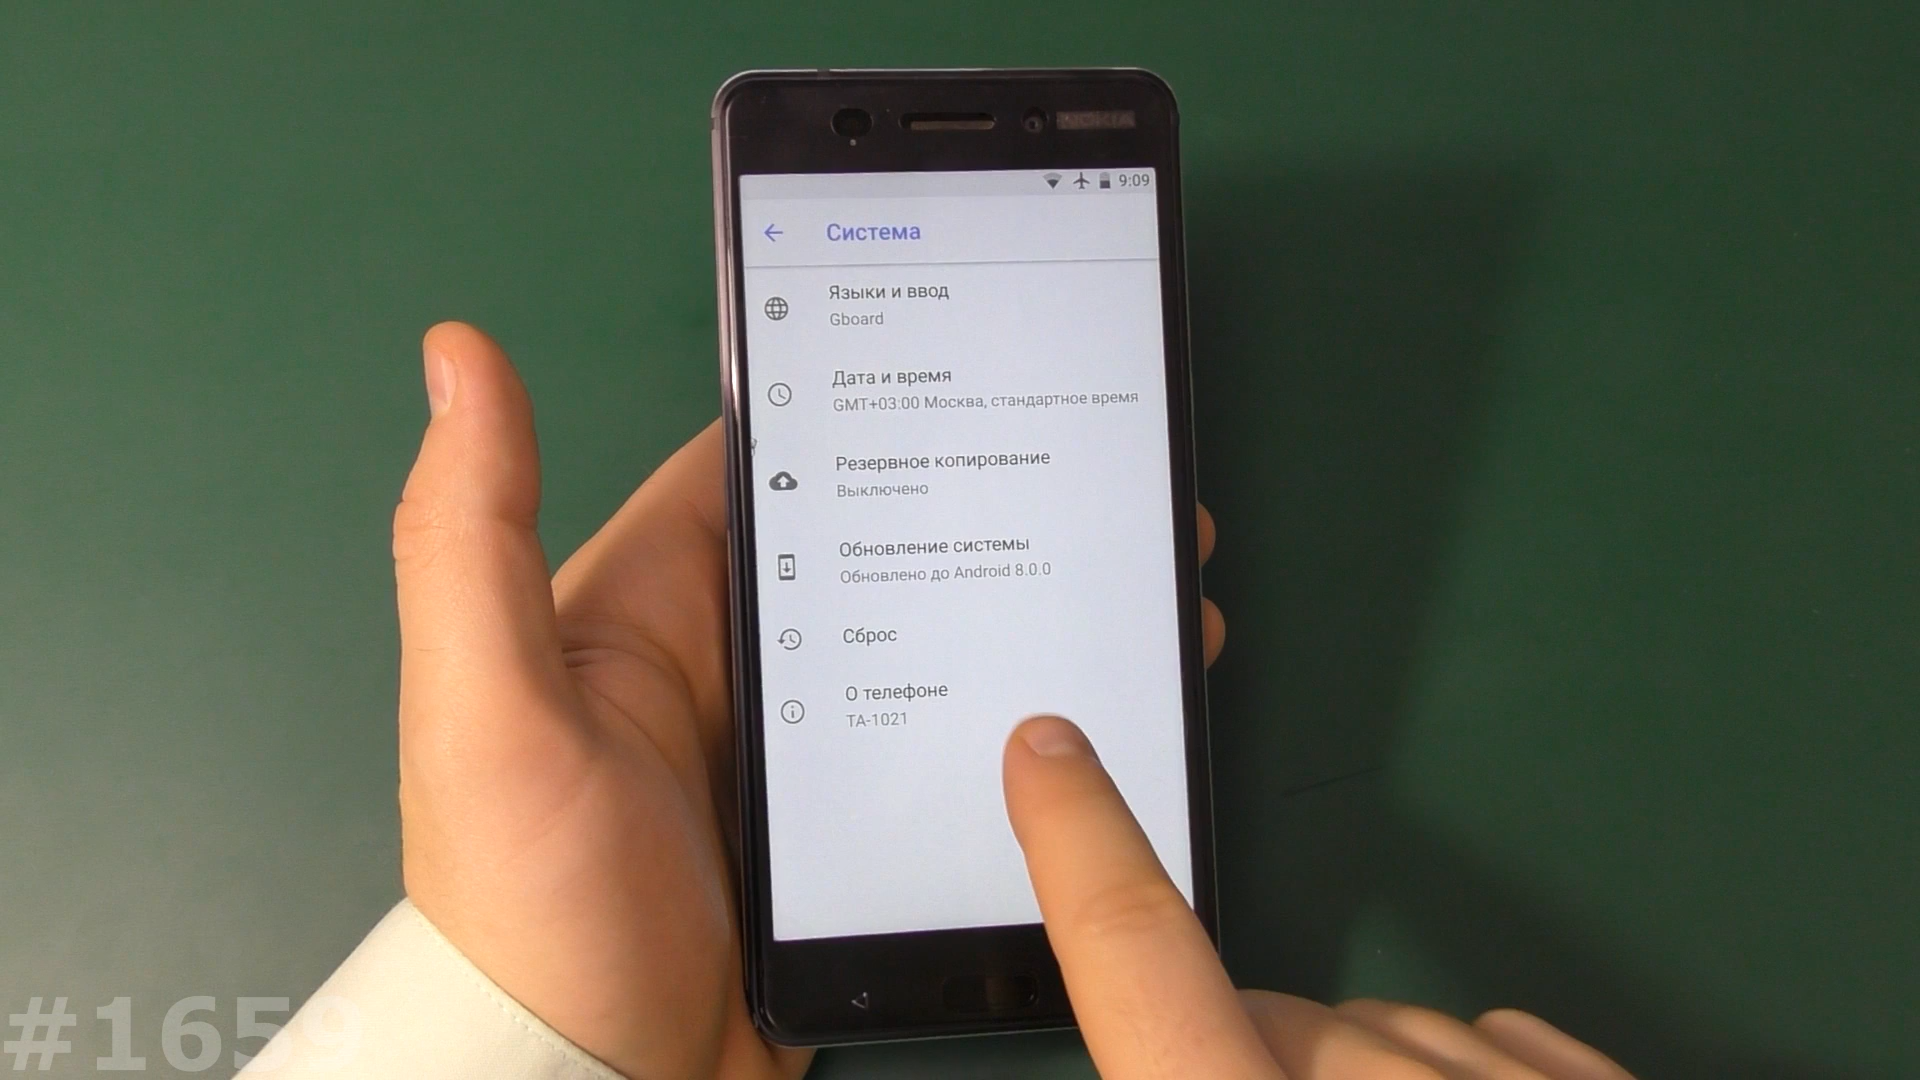 NOKIA
9:09
Система
Языки и ввод
Gboard
Дата и время
GMT+03:00 Москва, стандартное время
Резервное копирование
Выключено
Обновление системы
Обновлено до Android 8.0.0
Сброс
О телефоне
TA-1021
#1659